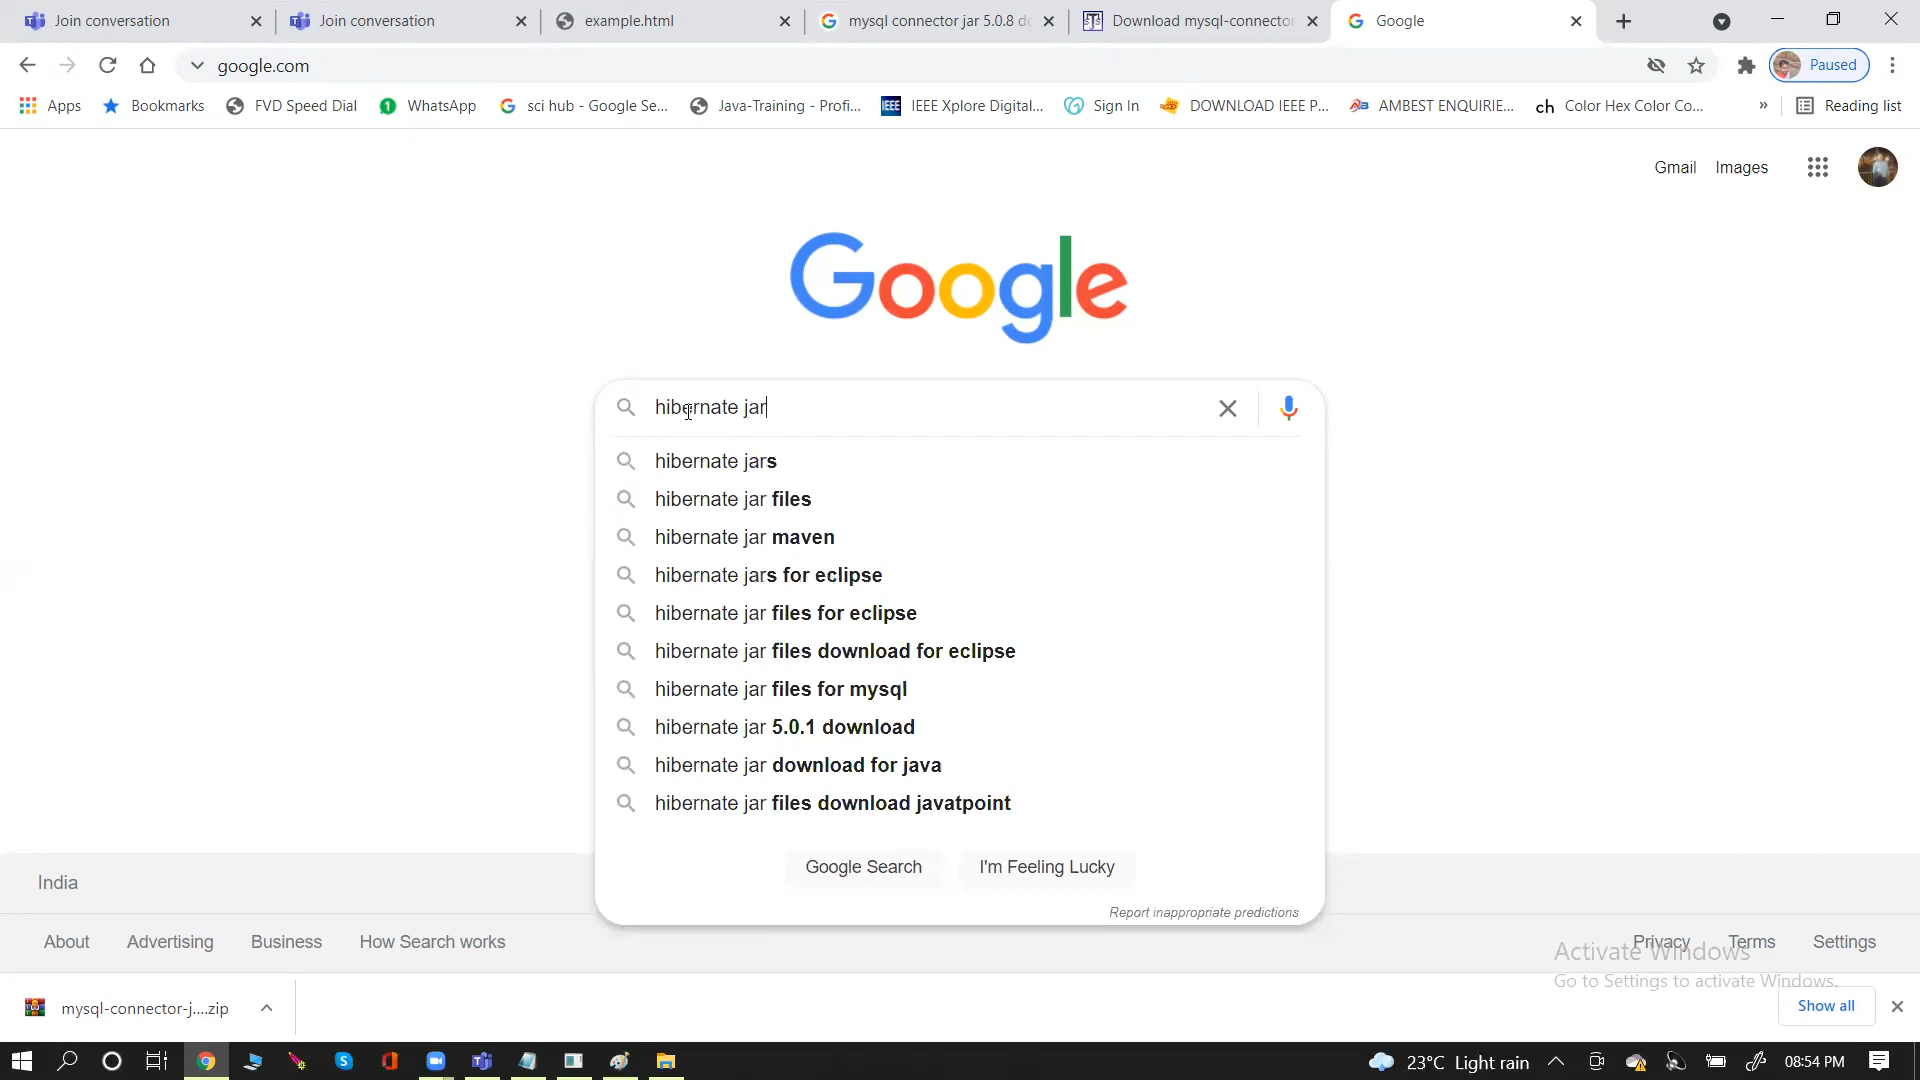 Join conversation
Join conversation
example.html
mysql connector jar 5.0.8 do
Download mysql-connector
Google
google.com
Paused
Apps
Bookmarks
FVD Speed Dial
WhatsApp
sci hub - Google Se...
Java-Training - Profi...
IEEE Xplore Digital...
Sign In
DOWNLOAD IEEE P...
AMBEST ENQUIRIE...
ch
Color Hex Color Co...
»
Reading list
Gmail
Images
Google
hibernate jar
hibernate jars
hibernate jar files
hibernate jar maven
hibernate jars for eclipse
hibernate jar files for eclipse
hibernate jar files download for eclipse
hibernate jar files for mysql
hibernate jar 5.0.1 download
hibernate jar download for java
hibernate jar files download javatpoint
Google Search
I'm Feeling Lucky
Report inappropriate predictions
India
About
Advertising
Business
How Search works
Privacy
Terms
Settings
Activate Windows
Go to Settings to activate Windows.
mysql-connector-j....zip
Show all
23°C Light rain
08:54 PM